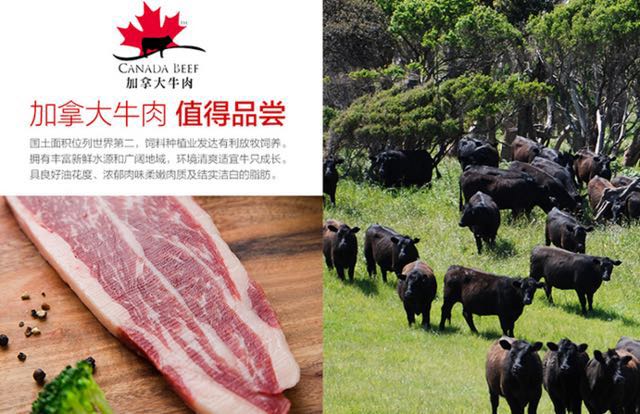 CANADA BEEF
加拿大牛肉
加拿大牛肉 值得品尝
国土面积位列世界第二，饲料种植业发达有利放牧饲养。
拥有丰富新鲜水源和广阔地域，环境清爽适宜牛只成长。
具良好油花度、浓郁肉味柔嫩肉质及结实洁白的脂肪。